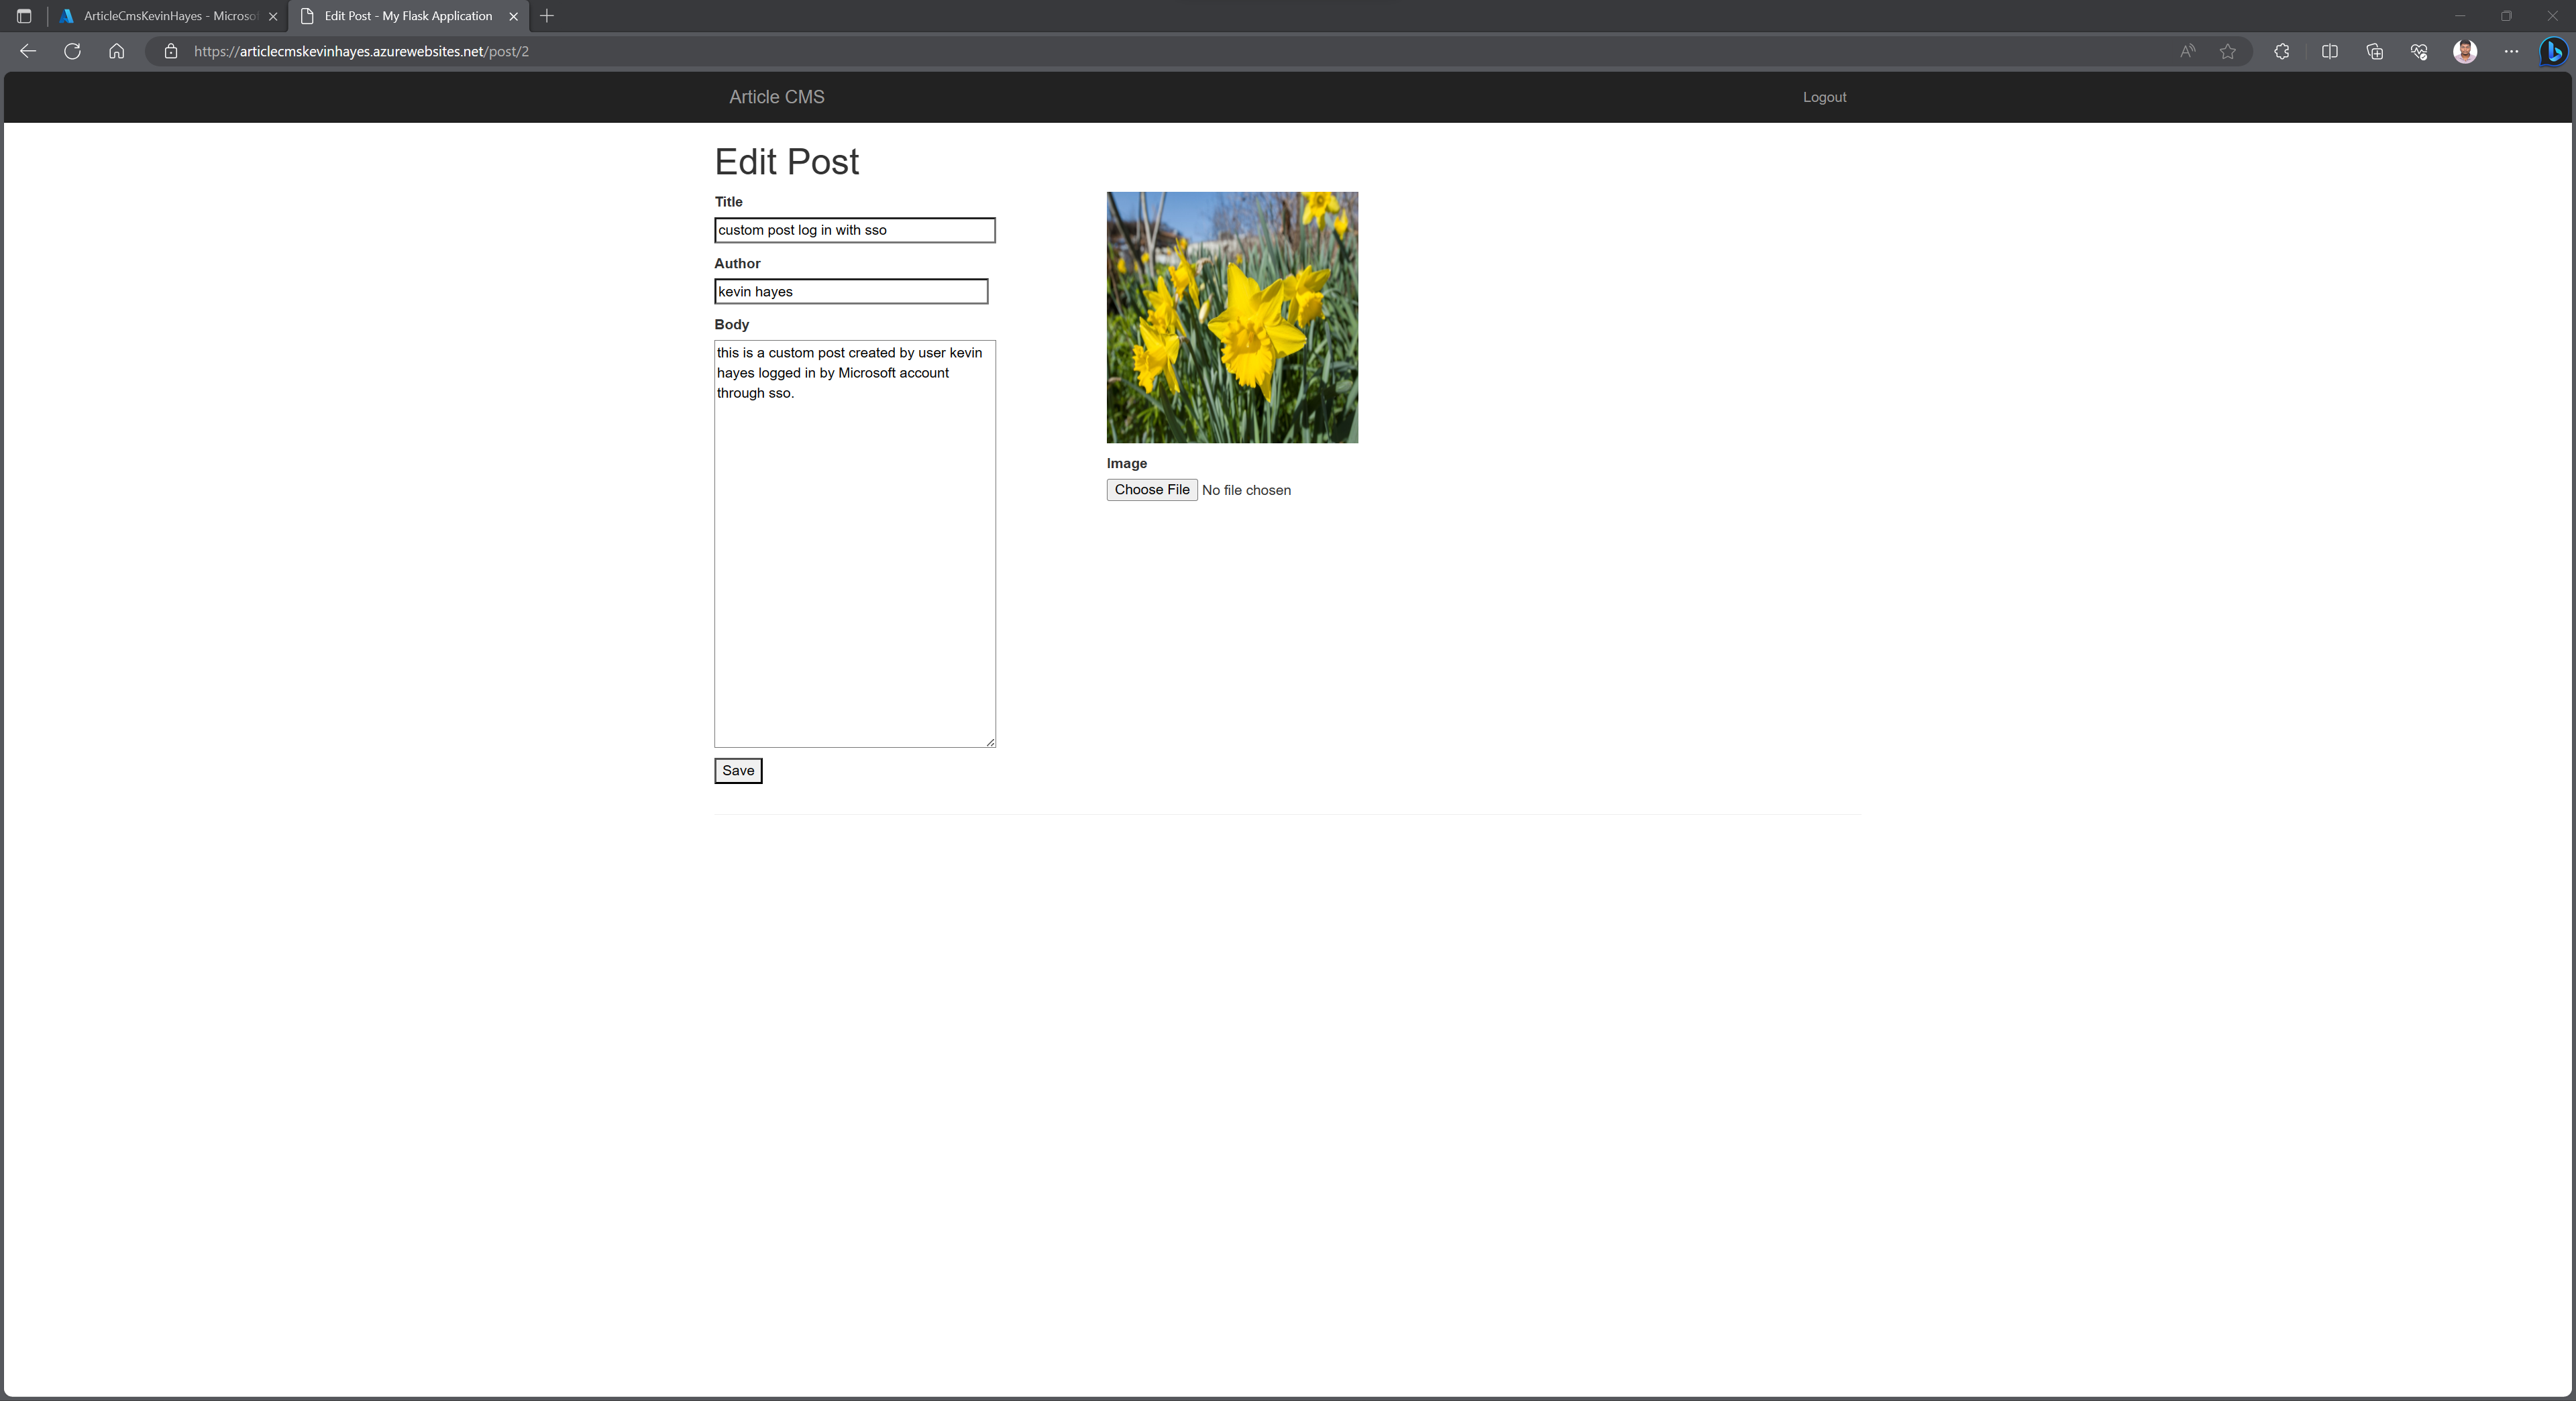 ArticleCmsKevinHayes - Microsof
Edit Post - My Flask Application
https://articlecmskevinhayes.azurewebsites.net/post/2
Article CMS
Logout
Edit Post
Title
custom post log in with sso
Author
kevin hayes
Body
this is a custom post created by user kevin
hayes logged in by Microsoft account
through sso.
Image
Choose File No file chosen
Save